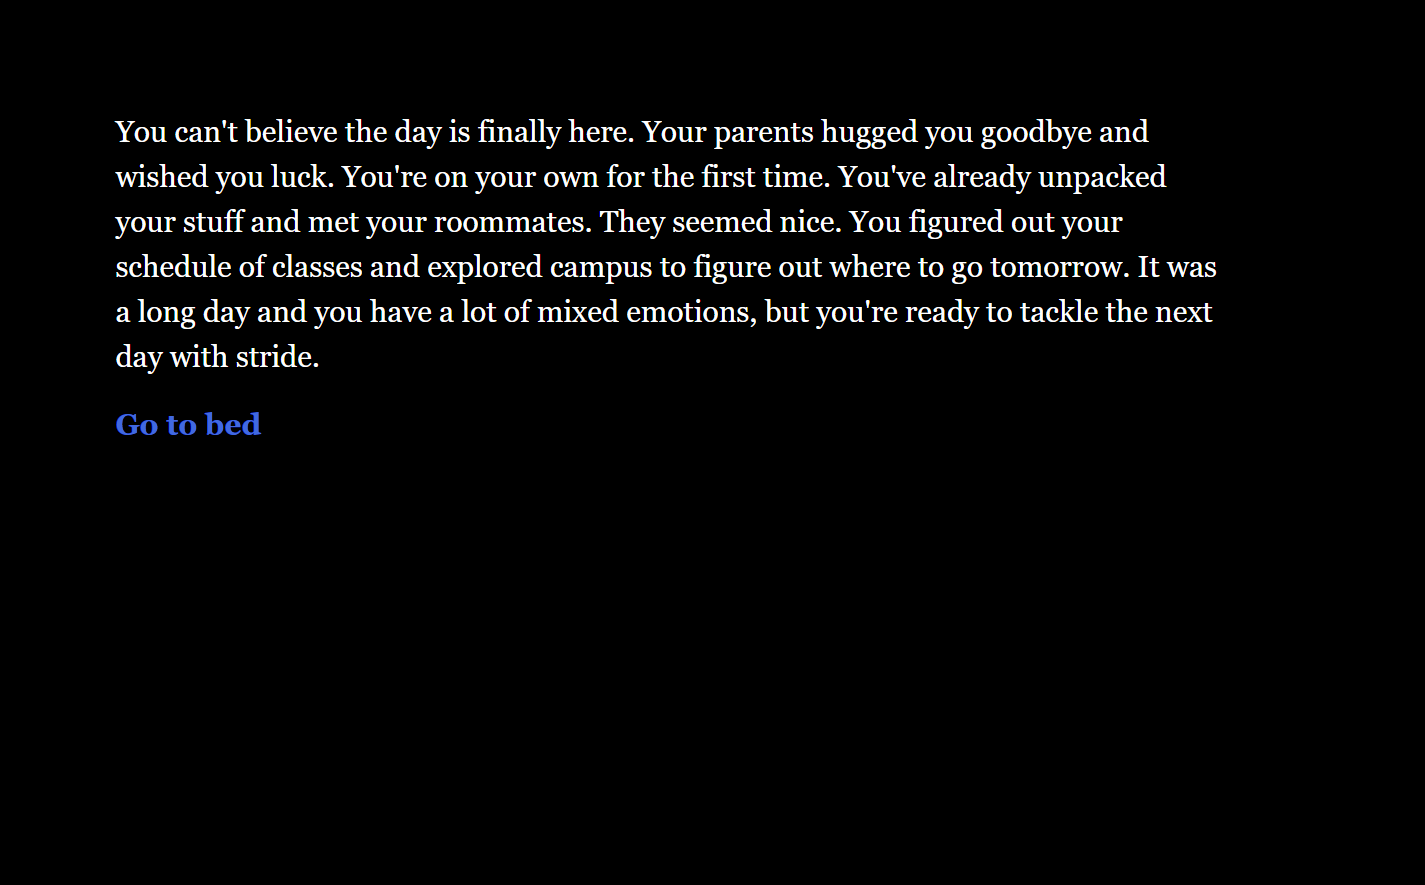 You can't believe the day is finally here. Your parents hugged you goodbye and
wished you luck. You're on your own for the first time. You've already unpacked
your stuff and met your roommates. They seemed nice. You figured out your
schedule of classes and explored campus to figure out where to go tomorrow. It was
a long day and you have a lot of mixed emotions, but you're ready to tackle the next
day with stride.
Go to bed